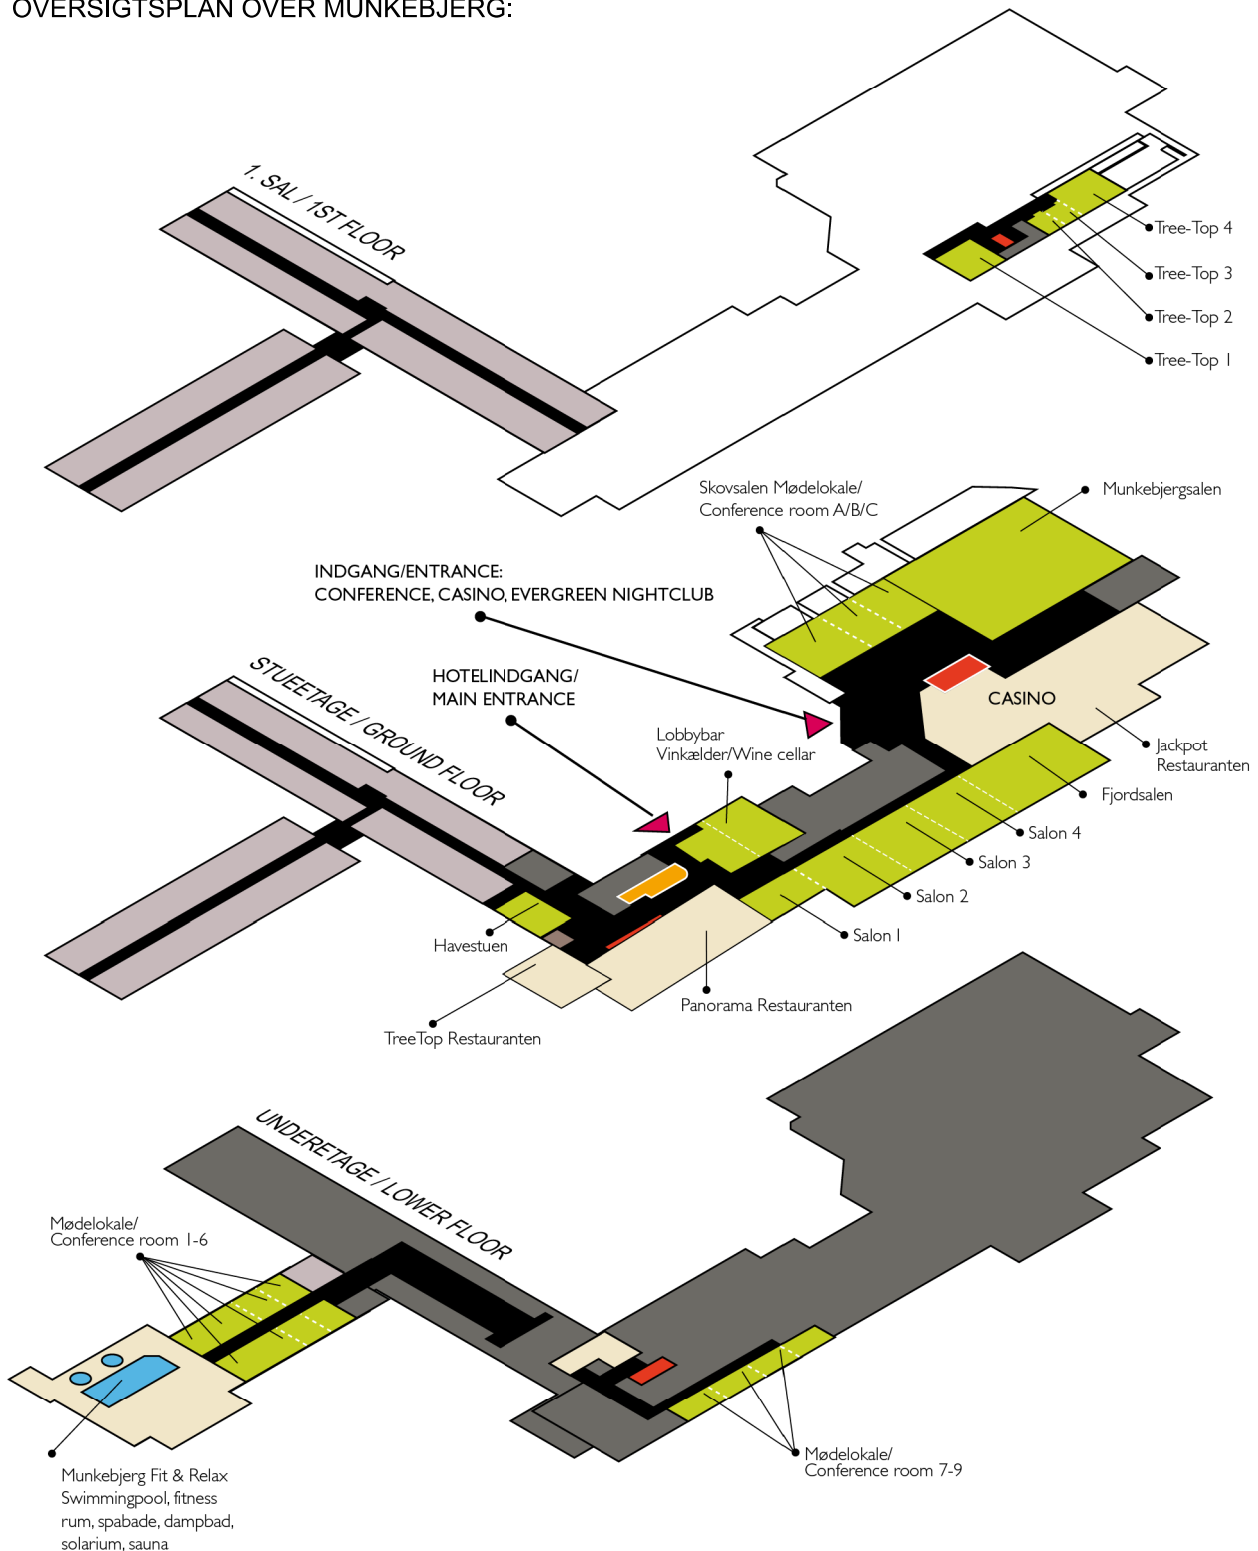 OVERSIGTSPLAN OVER MUNKEBJERG:
1. SAL / 1ST FLOOR
Tree-Top 4
Tree-Top 3
Tree-Top 2
Tree-Top 1
Skovsalen Mødelokale/
Conference room A/B/C
Munkebjergsalen
INDGANG/ENTRANCE:
CONFERENCE, CASINO, EVERGREEN NIGHTCLUB
STUEETAGE / GROUND FLOOR
HOTELINDGANG/
MAIN ENTRANCE
CASINO
Lobbybar
Vinkælder/Wine cellar
Jackpot
Restauranten
Fjordsalen
Salon 4
Salon 3
Salon 2
Salon 1
Havestuen
Panorama Restauranten
TreeTop Restauranten
UNDERETAGE / LOWER FLOOR
Mødelokale/
Conference room 1-6
Mødelokale/
Conference room 7-9
Munkebjerg Fit & Relax
Swimmingpool, fitness
rum, spabade, dampbad,
solarium, sauna